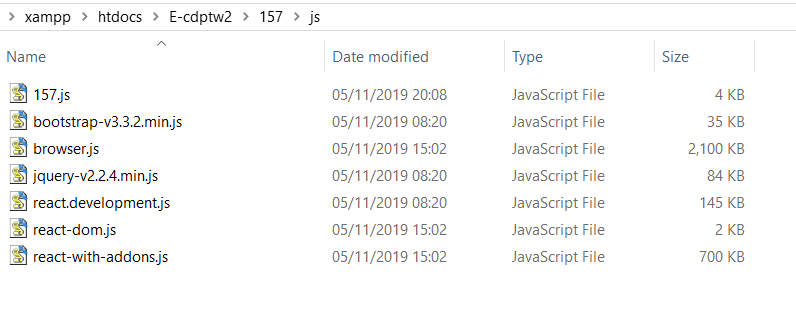 > xampp > htdocs > E-cdptw2 > 157 > js
Name Date modified Type Size
157.js 05/11/2019 20:08 JavaScript File 4 KB
bootstrap-v3.3.2.min.js 05/11/2019 08:20 JavaScript File 35 KB
browser.js 05/11/2019 15:02 JavaScript File 2,100 KB
jquery-v2.2.4.min.js 05/11/2019 08:20 JavaScript File 84 KB
react.development.js 05/11/2019 08:20 JavaScript File 145 KB
react-dom.js 05/11/2019 15:02 JavaScript File 2 KB
react-with-addons.js 05/11/2019 15:02 JavaScript File 700 KB